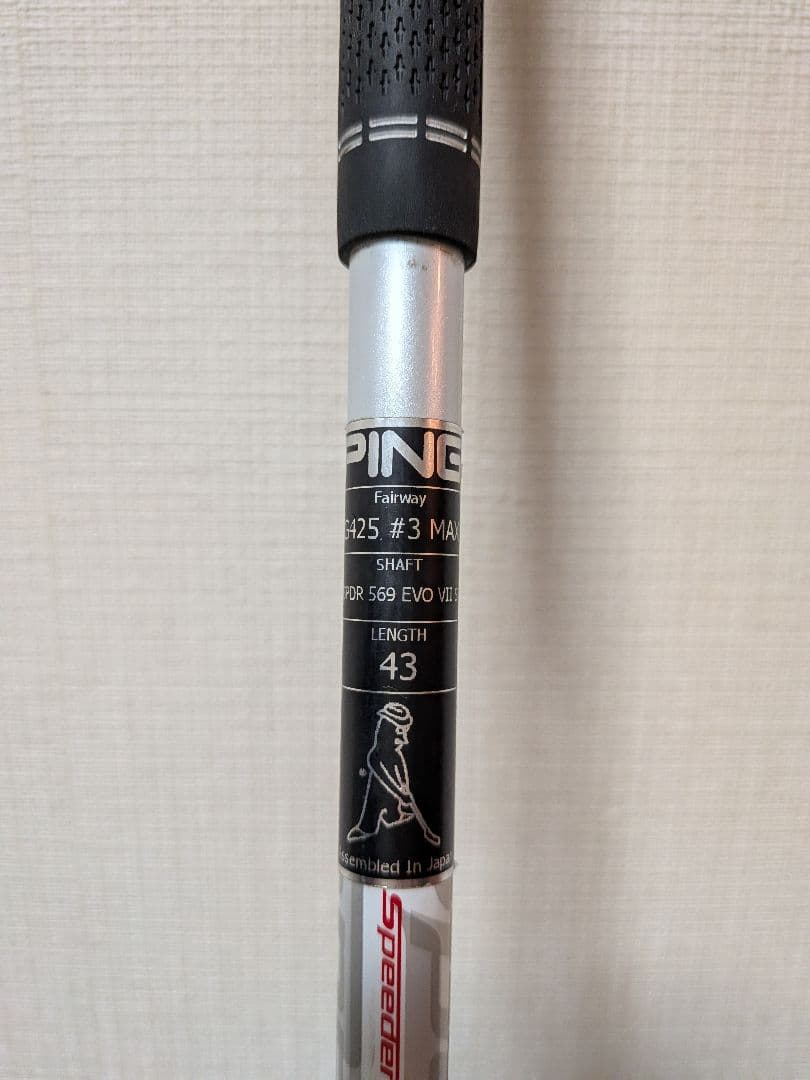 PING
Fairway
G425 #3 MAX
SHAFT
SPDR 569 EVO VII S
LENGTH
43
Assembled In Japan
Speeder